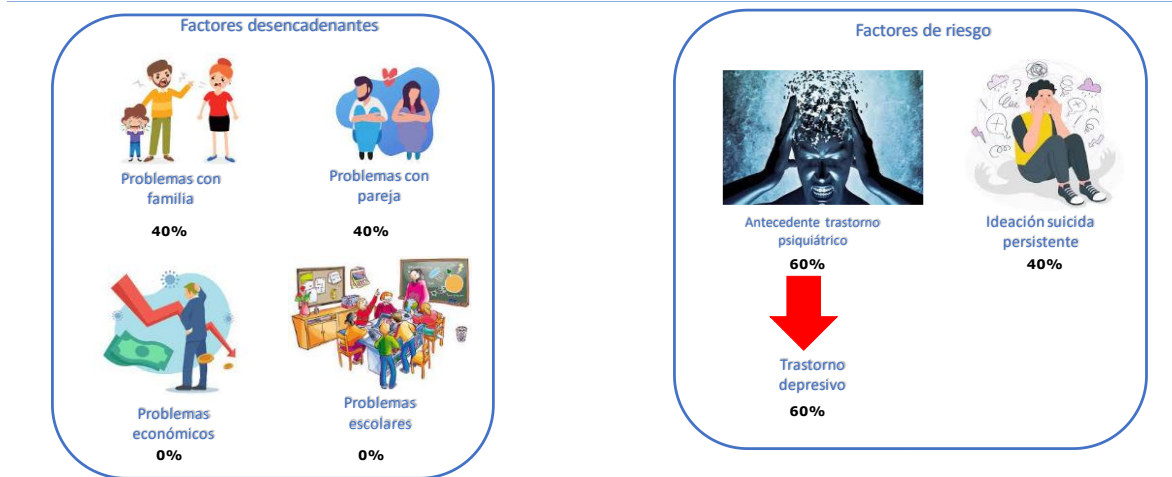 Factores desencadenantes
Problemas con
familia
40%
Problemas con
pareja
40%
Problemas
económicos
0%
Problemas
escolares
0%
Factores de riesgo
Antecedente trastorno
psiquiátrico
60%
Ideación suicida
persistente
40%
Trastorno
depresivo
60%